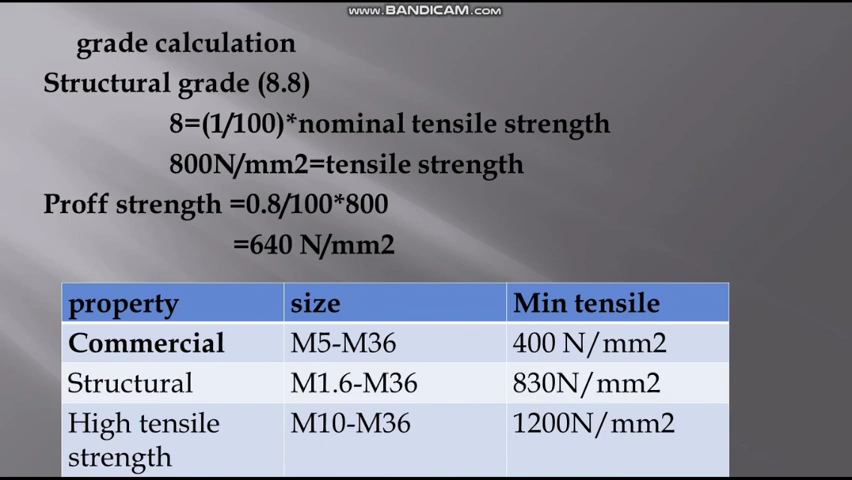 www.BANDICAM.com
grade calculation
Structural grade (8.8)
8=(1/100)*nominal tensile strength
800N/mm2=tensile strength
Proff strength =0.8/100*800
=640 N/mm2
property size Min tensile
Commercial M5-M36 400 N/mm2
Structural M1.6-M36 830N/mm2
High tensile M10-M36 1200N/mm2
strength